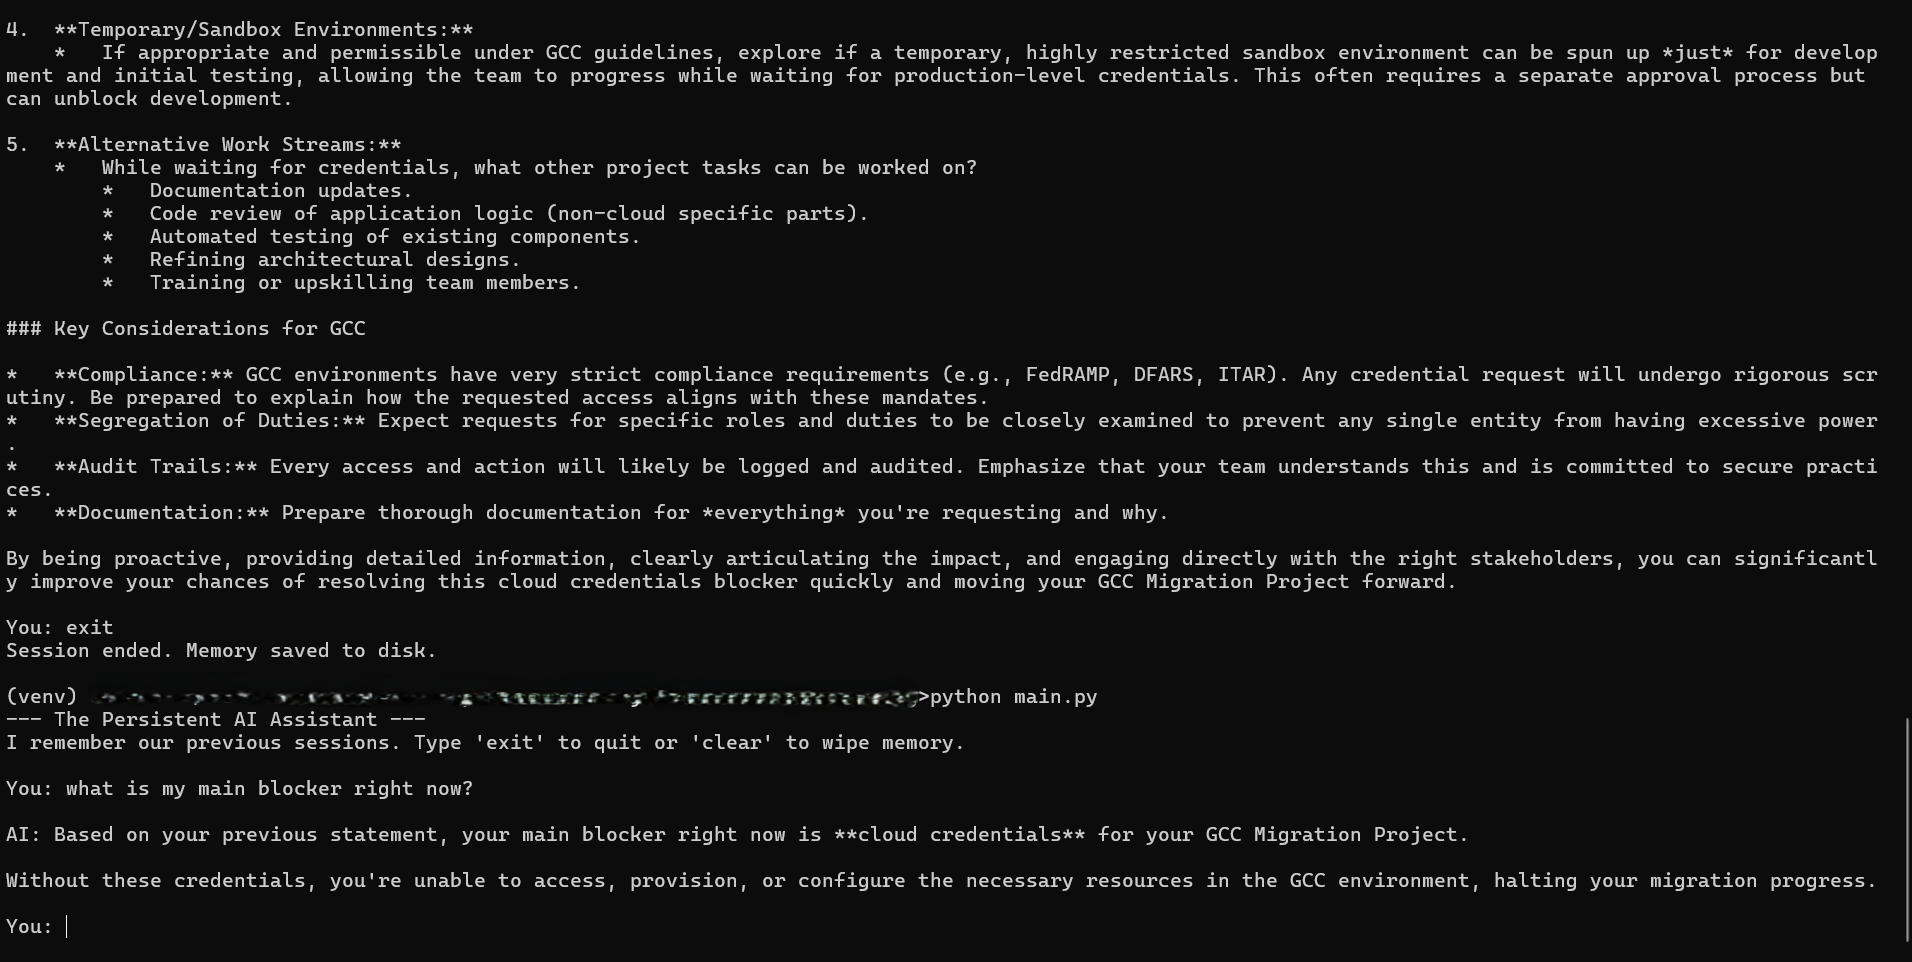 4.  **Temporary/Sandbox Environments:**
    *   If appropriate and permissible under GCC guidelines, explore if a temporary, highly restricted sandbox environment can be spun up *just* for develop
ment and initial testing, allowing the team to progress while waiting for production-level credentials. This often requires a separate approval process but
can unblock development.
5.  **Alternative Work Streams:**
    *   While waiting for credentials, what other project tasks can be worked on?
        *   Documentation updates.
        *   Code review of application logic (non-cloud specific parts).
        *   Automated testing of existing components.
        *   Refining architectural designs.
        *   Training or upskilling team members.
### Key Considerations for GCC
*   **Compliance:** GCC environments have very strict compliance requirements (e.g., FedRAMP, DFARS, ITAR). Any credential request will undergo rigorous scr
utiny. Be prepared to explain how the requested access aligns with these mandates.
*   **Segregation of Duties:** Expect requests for specific roles and duties to be closely examined to prevent any single entity from having excessive power
.
*   **Audit Trails:** Every access and action will likely be logged and audited. Emphasize that your team understands this and is committed to secure practi
ces.
*   **Documentation:** Prepare thorough documentation for *everything* you're requesting and why.
By being proactive, providing detailed information, clearly articulating the impact, and engaging directly with the right stakeholders, you can significantl
y improve your chances of resolving this cloud credentials blocker quickly and moving your GCC Migration Project forward.
You: exit
Session ended. Memory saved to disk.
(venv) >python main.py
--- The Persistent AI Assistant ---
I remember our previous sessions. Type 'exit' to quit or 'clear' to wipe memory.
You: what is my main blocker right now?
AI: Based on your previous statement, your main blocker right now is **cloud credentials** for your GCC Migration Project.
Without these credentials, you're unable to access, provision, or configure the necessary resources in the GCC environment, halting your migration progress.
You: